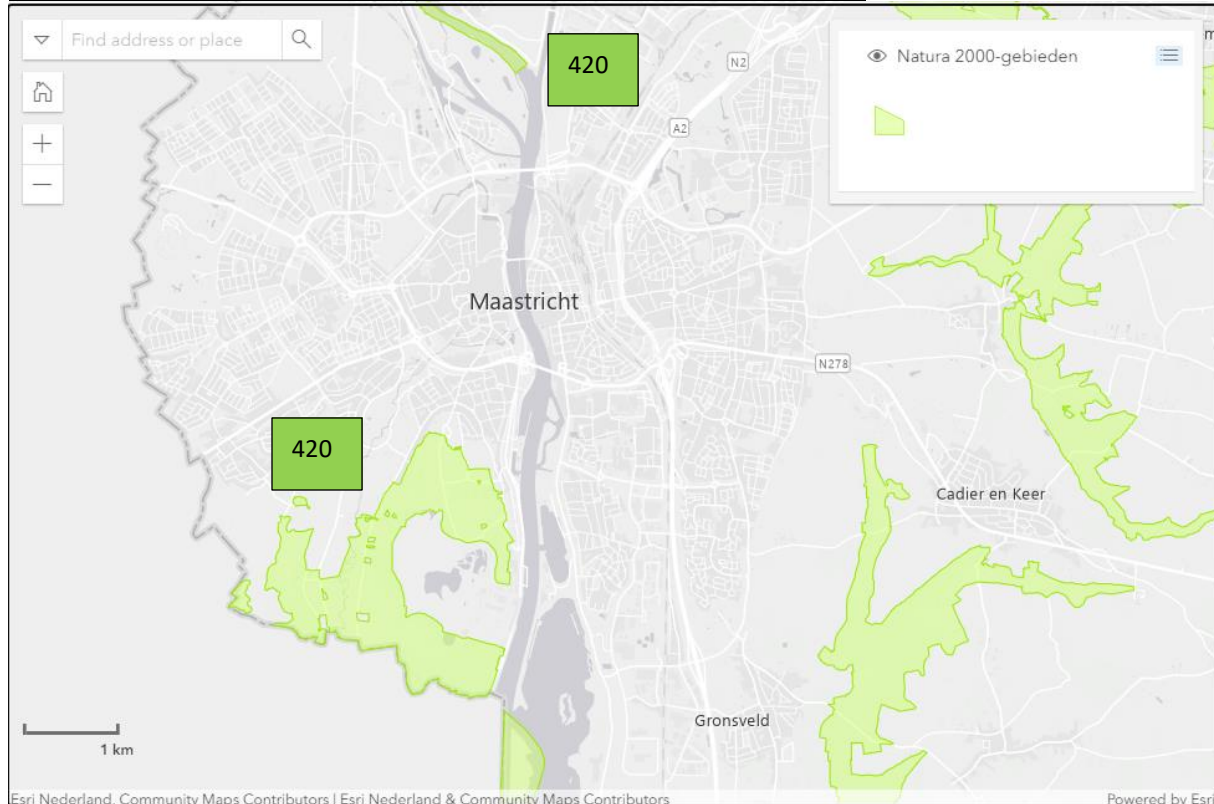 Find address or place
420
N2
Natura 2000-gebieden
A2
Maastricht
N278
420
Cadier en Keer
Gronsveld
1 km
Esri Nederland, Community Maps Contributors | Esri Nederland & Community Maps Contributors
Powered by Esri